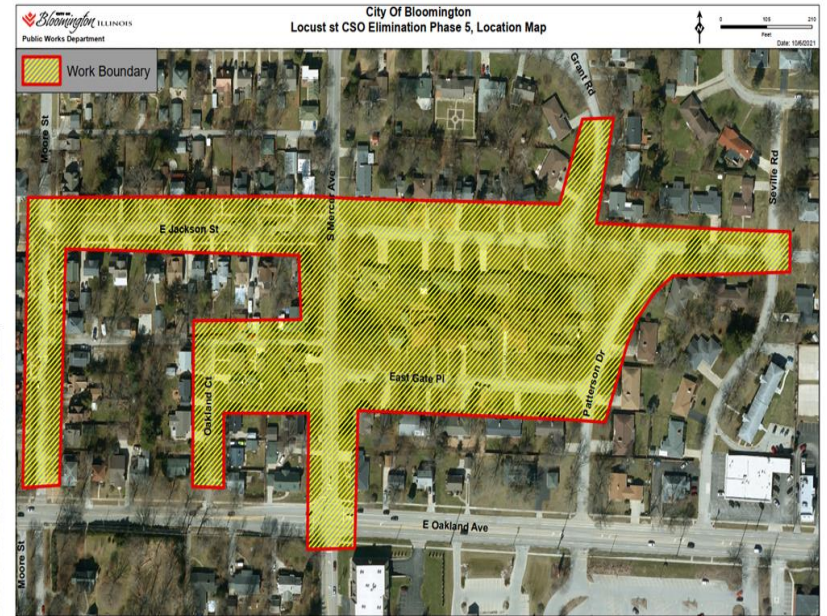 Bloomington ILLINOIS
Public Works Department
City Of Bloomington
Locust st CSO Elimination Phase 5, Location Map
N
0 105 210
Feet
Date: 10/6/2021
Work Boundary
Grant Rd
Moore St
S Mercer Ave
Seville Rd
E Jackson St
East Gate Pl
Patterson Dr
Oakland Ct
E Oakland Ave
Moore St